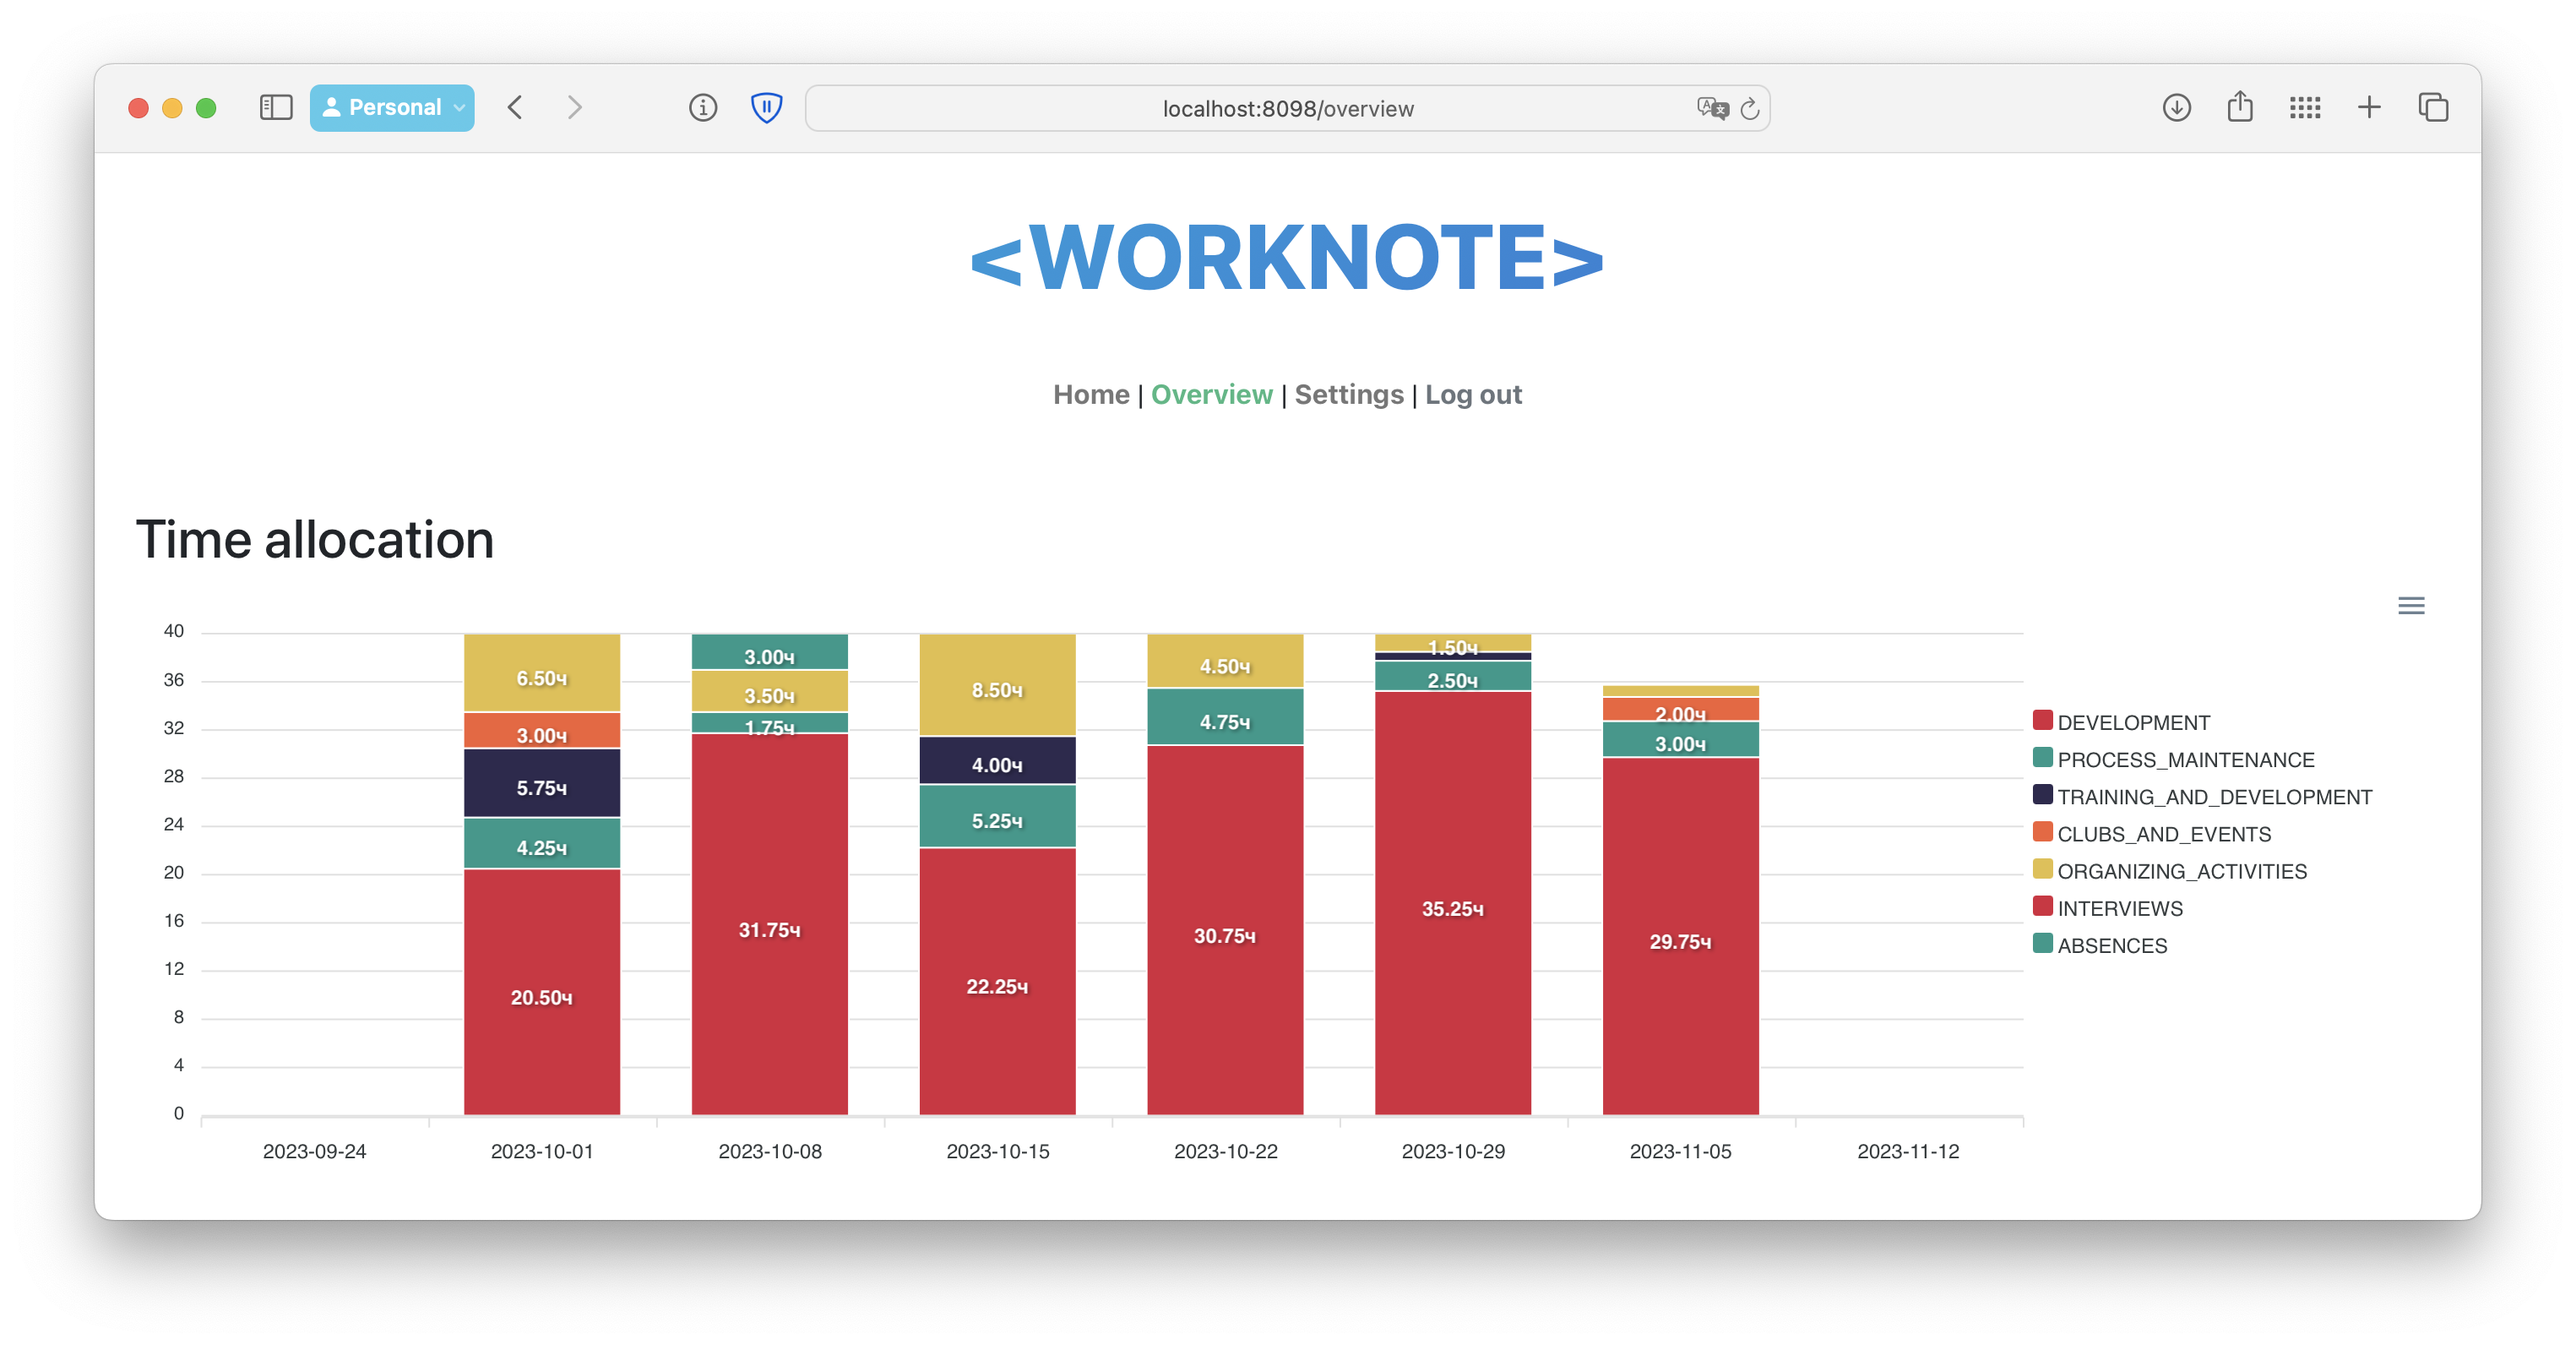 Personal
localhost:8098/overview
<WORKNOTE>
Home | Overview | Settings | Log out
Time allocation
40
36
32
28
24
20
16
12
8
4
0
6.50ч
3.00ч
5.75ч
4.25ч
20.50ч
3.00ч
3.50ч
1.75ч
31.75ч
8.50ч
4.00ч
5.25ч
22.25ч
4.50ч
4.75ч
30.75ч
1.50ч
2.50ч
35.25ч
2.00ч
3.00ч
29.75ч
2023-09-24
2023-10-01
2023-10-08
2023-10-15
2023-10-22
2023-10-29
2023-11-05
2023-11-12
DEVELOPMENT
PROCESS_MAINTENANCE
TRAINING_AND_DEVELOPMENT
CLUBS_AND_EVENTS
ORGANIZING_ACTIVITIES
INTERVIEWS
ABSENCES